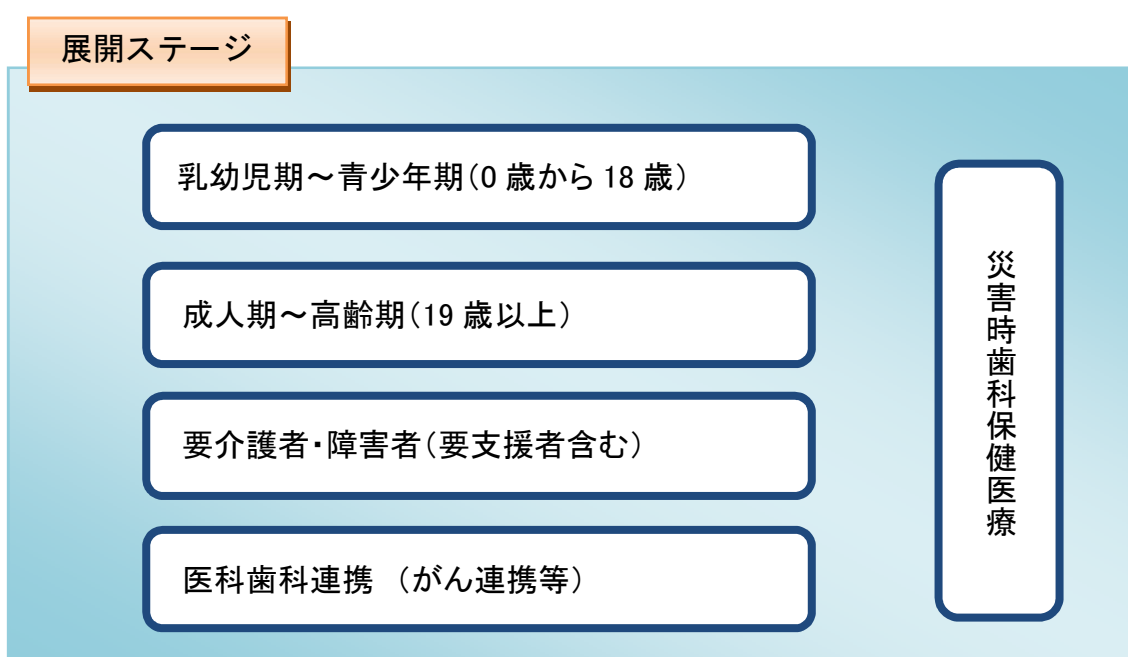 展開ステージ
乳幼児期～青少年期（0 歳から 18 歳）
成人期～高齢期（19 歳以上）
要介護者・障害者（要支援者含む）
医科歯科連携　（がん連携等）
災害時歯科保健医療